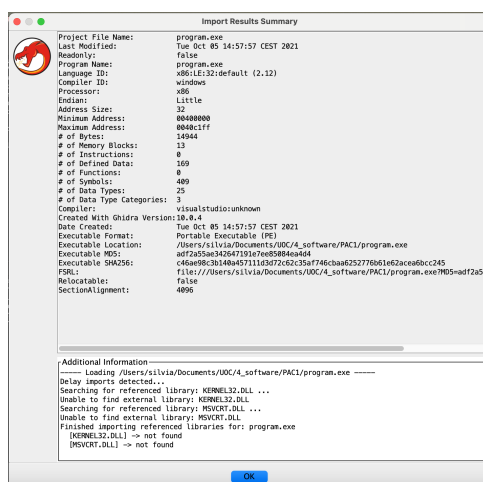 Import Results Summary
Project File Name: program.exe
Last Modified: Tue Oct 05 14:57:57 CEST 2021
Readonly: false
Program Name: program.exe
Language ID: x86:LE:32:default (2.12)
Compiler ID: windows
Processor: x86
Endian: Little
Address Size: 32
Minimum Address: 00400000
Maximum Address: 0040c1ff
# of Bytes: 14944
# of Memory Blocks: 13
# of Instructions: 0
# of Defined Data: 169
# of Functions: 0
# of Symbols: 409
# of Data Types: 25
# of Data Type Categories: 3
Compiler: visualstudio:unknown
Created With Ghidra Version:10.0.4
Date Created: Tue Oct 05 14:57:57 CEST 2021
Executable Format: Portable Executable (PE)
Executable Location: /Users/silvia/Documents/UOC/4_software/PAC1/program.exe
Executable MD5: adf2a55ae342647191e7ee85084ea4d4
Executable SHA256: c46ae98c3b140a457111d3d72c62c35af746cbaa6252776b61e62acea6bcc245
FSRL: file:///Users/silvia/Documents/UOC/4_software/PAC1/program.exe?MD5=adf2a5
Relocatable: false
SectionAlignment: 4096
Additional Information
----- Loading /Users/silvia/Documents/UOC/4_software/PAC1/program.exe -----
Delay imports detected...
Searching for referenced library: KERNEL32.DLL ...
Unable to find external library: KERNEL32.DLL
Searching for referenced library: MSVCRT.DLL ...
Unable to find external library: MSVCRT.DLL
Finished importing referenced libraries for: program.exe
[KERNEL32.DLL] -> not found
[MSVCRT.DLL] -> not found
OK